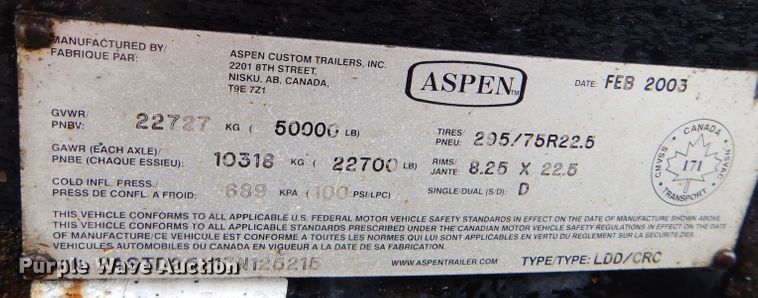 MANUFACTURED BY/
FABRIQUE PAR:
ASPEN CUSTOM TRAILERS, INC.
2201 8TH STREET,
NISKU, AB, CANADA,
T9E 7Z1
ASPEN TM
DATE: FEB 2003
GVWR/
PNBV: 22727 KG ( 50000 LB)
TIRES/
PNEU: 295/75R22.5
GAWR (EACH AXLE)/
PNBE (CHAQUE ESSIEU): 10318 KG ( 22700 LB)
RIMS/
JANTE: 8.25 X 22.5
COLD INFL. PRESS./
PRESS DE CONFL. A FROID: 689 KPA ( 100 PSI/LPC)
SINGLE/DUAL (S/D): D
CANADA
CMVSS NSVAC
171
TRANSPORT
THIS VEHICLE CONFORMS TO ALL APPLICABLE U.S. FEDERAL MOTOR VEHICLE SAFETY STANDARDS IN EFFECT ON THE DATE OF MANUFACTURE SHOWN ABOVE.
THIS VEHICLE CONFORMS TO ALL APPLICABLE STANDARDS PRESCRIBED UNDER THE CANADIAN MOTOR VEHICLE SAFETY REGULATIONS IN EFFECT ON THE DATE OF
MANUFACTURE/CE VEHICULE EST CONFORME A TOUTES LES NORMES QUI LUI SONT APPLICABLES EN VERTU DU REGLEMENT SUR LA SECURITE DES
VEHICULES AUTOMOBILES DU CANADA EN VIGUEUR A LA DATE DE SA FABRICATION.
N125215
WWW.ASPENTRAILER.COM
TYPE/TYPE: LDD/CRC
Purple Wave Auction